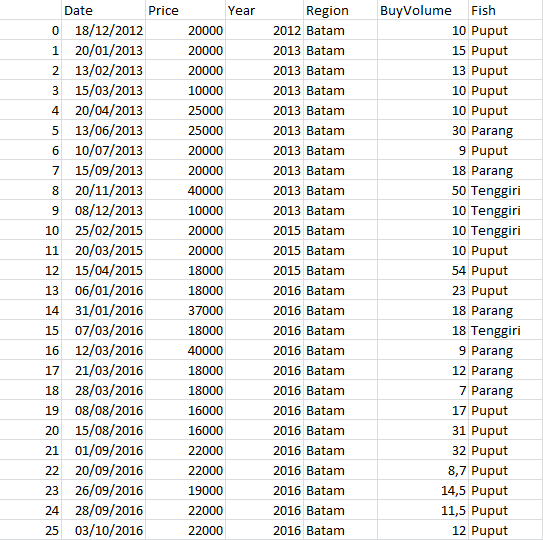 Date Price Year Region BuyVolume Fish
0 18/12/2012 20000 2012 Batam 10 Puput
1 20/01/2013 20000 2013 Batam 15 Puput
2 13/02/2013 20000 2013 Batam 13 Puput
3 15/03/2013 10000 2013 Batam 10 Puput
4 20/04/2013 25000 2013 Batam 10 Puput
5 13/06/2013 25000 2013 Batam 30 Parang
6 10/07/2013 20000 2013 Batam 9 Puput
7 15/09/2013 20000 2013 Batam 18 Parang
8 20/11/2013 40000 2013 Batam 50 Tenggiri
9 08/12/2013 10000 2013 Batam 10 Tenggiri
10 25/02/2015 20000 2015 Batam 10 Tenggiri
11 20/03/2015 20000 2015 Batam 10 Puput
12 15/04/2015 18000 2015 Batam 54 Puput
13 06/01/2016 18000 2016 Batam 23 Puput
14 31/01/2016 37000 2016 Batam 18 Parang
15 07/03/2016 18000 2016 Batam 18 Tenggiri
16 12/03/2016 40000 2016 Batam 9 Parang
17 21/03/2016 18000 2016 Batam 12 Parang
18 28/03/2016 18000 2016 Batam 7 Parang
19 08/08/2016 16000 2016 Batam 17 Puput
20 15/08/2016 16000 2016 Batam 31 Puput
21 01/09/2016 22000 2016 Batam 32 Puput
22 20/09/2016 22000 2016 Batam 8,7 Puput
23 26/09/2016 19000 2016 Batam 14,5 Puput
24 28/09/2016 22000 2016 Batam 11,5 Puput
25 03/10/2016 22000 2016 Batam 12 Puput